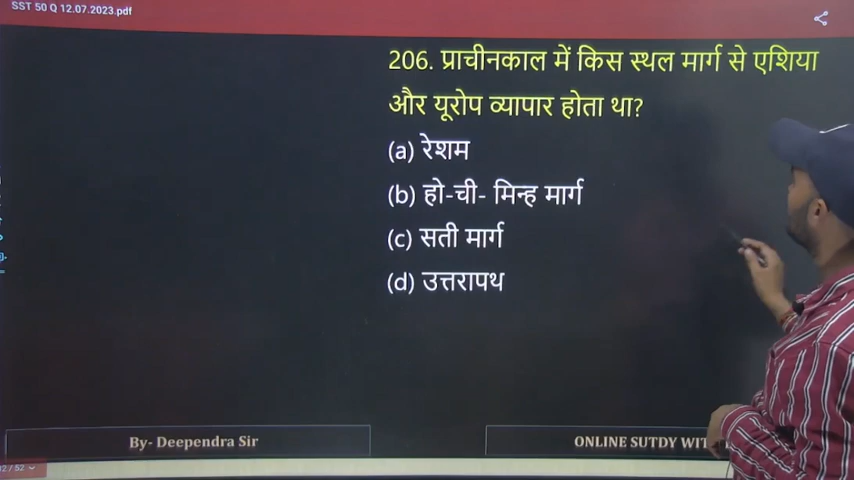 SST 50 Q 12.07.2023.pdf
206. प्राचीनकाल में किस स्थल मार्ग से एशिया
और यूरोप व्यापार होता था?
(a) रेशम
(b) हो-ची- मिन्ह मार्ग
(c) सती मार्ग
(d) उत्तरापथ
By- Deependra Sir
ONLINE SUTDY WIT
/ 52